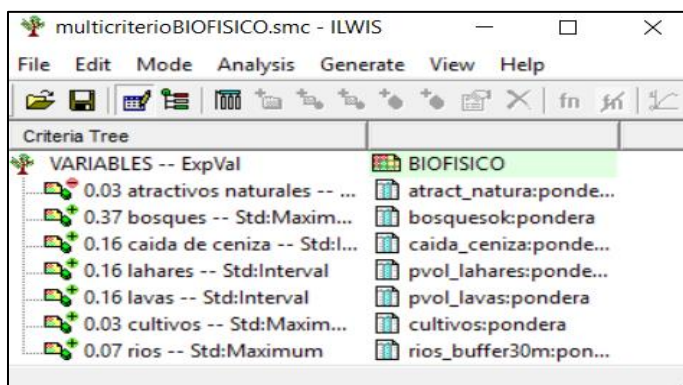 multicriterioBIOFISICO.smc - ILWIS
File Edit Mode Analysis Generate View Help
fn fn
Criteria Tree
VARIABLES -- ExpVal BIOFISICO
0.03 atractivos naturales -- ... atract_natura:ponde...
0.37 bosques -- Std:Maxim... bosquesok:pondera
0.16 caida de ceniza -- Std:I... caida_ceniza:ponde...
0.16 lahares -- Std:Interval pvol_lahares:ponde...
0.16 lavas -- Std:Interval pvol_lavas:pondera
0.03 cultivos -- Std:Maxim... cultivos:pondera
0.07 rios -- Std:Maximum rios_buffer30m:pon...